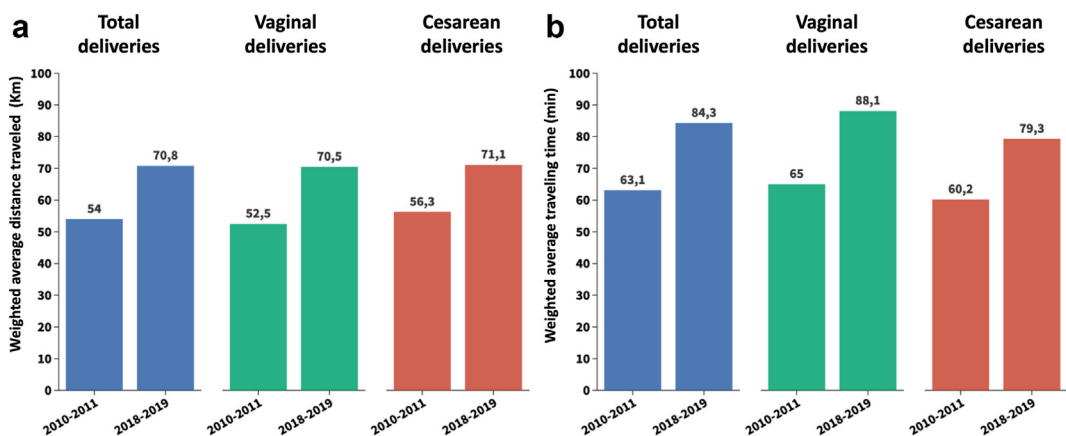 a
Total
deliveries
Vaginal
deliveries
Cesarean
deliveries
Weighted average distance traveled (Km)
100
90
80
70
60
50
40
30
20
10
0
54
70,8
52,5
70,5
56,3
71,1
2010-2011
2018-2019
2010-2011
2018-2019
2010-2011
2018-2019
b
Total
deliveries
Vaginal
deliveries
Cesarean
deliveries
Weighted average traveling time (min)
100
90
80
70
60
50
40
30
20
10
0
63,1
84,3
65
88,1
60,2
79,3
2010-2011
2018-2019
2010-2011
2018-2019
2010-2011
2018-2019